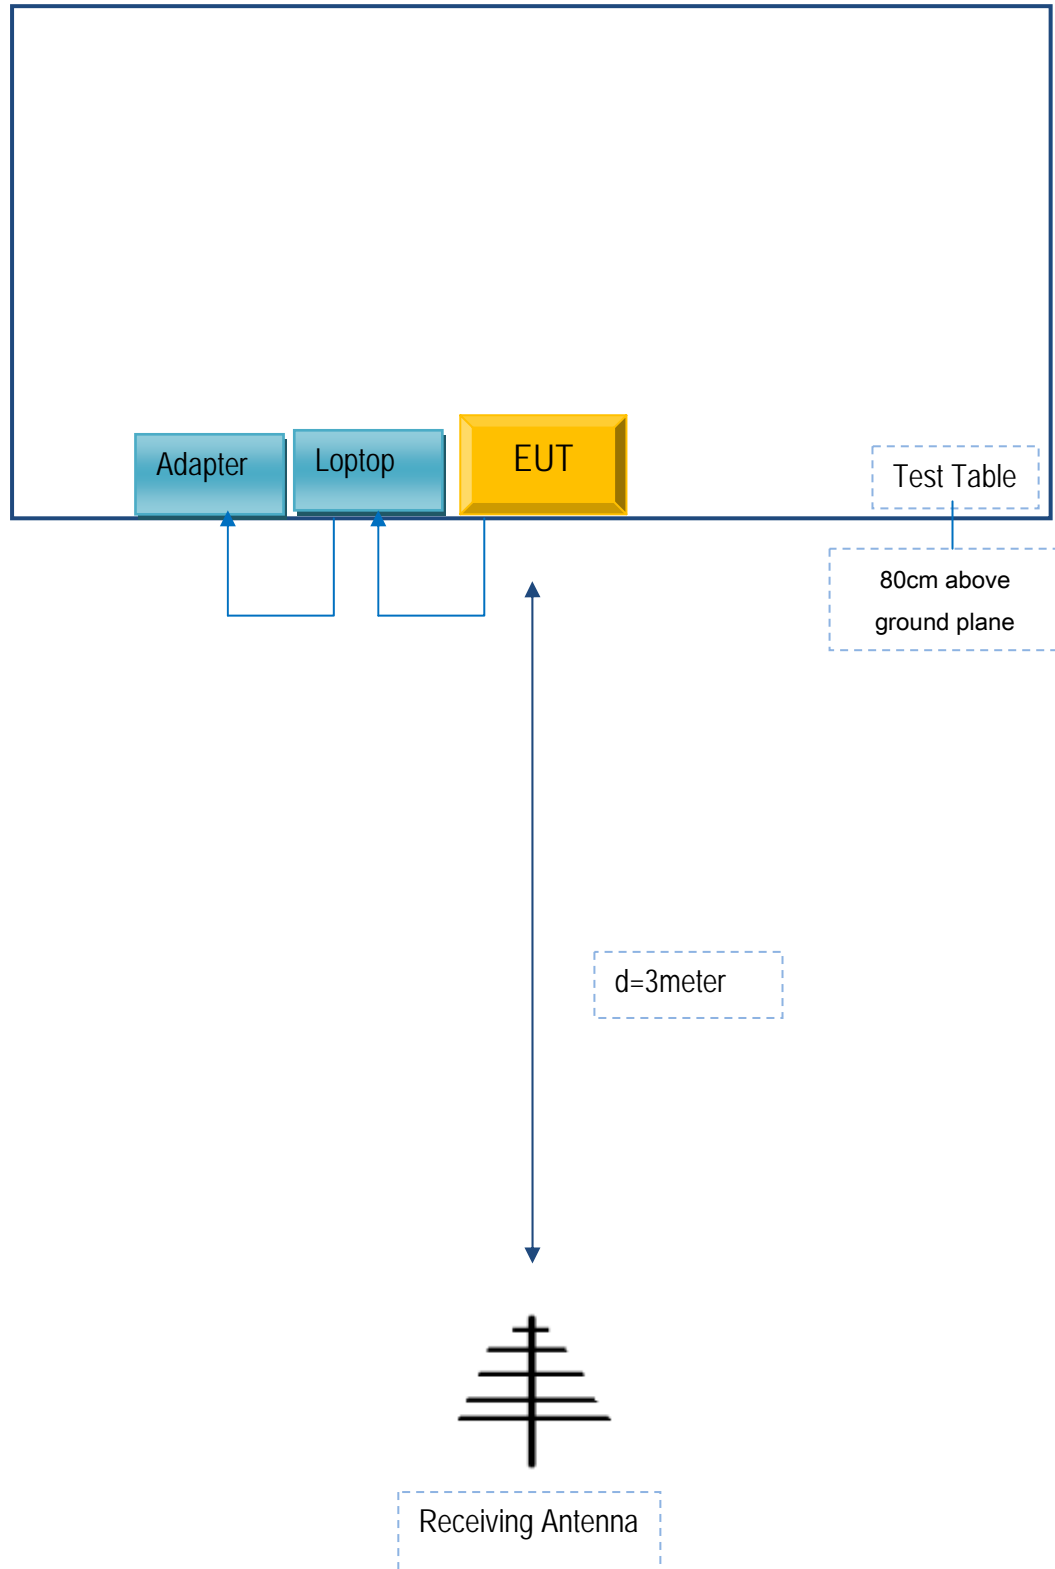 Adapter
Loptop
EUT
Test Table
80cm above
ground plane
d=3meter
Receiving Antenna